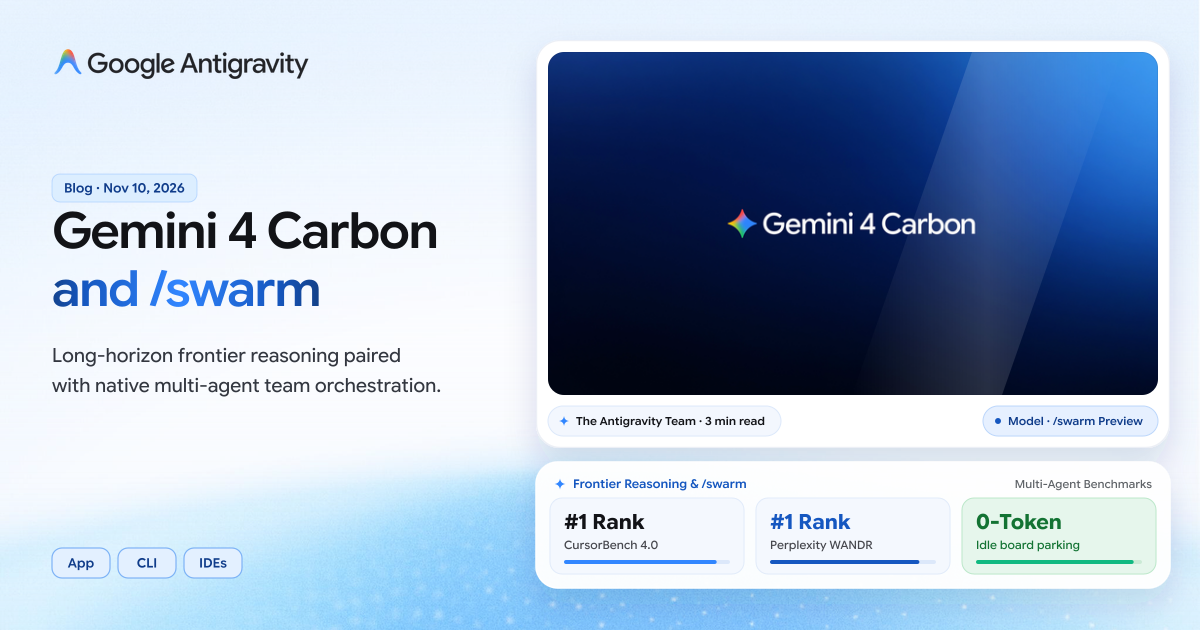 Google Antigravity
Blog · Nov 10, 2026
Gemini 4 Carbon
and /swarm
Long-horizon frontier reasoning paired
with native multi-agent team orchestration.
App
CLI
IDEs
Gemini 4 Carbon
The Antigravity Team · 3 min read
Model · /swarm Preview
Frontier Reasoning & /swarm
Multi-Agent Benchmarks
#1 Rank
CursorBench 4.0
#1 Rank
Perplexity WANDR
0-Token
Idle board parking